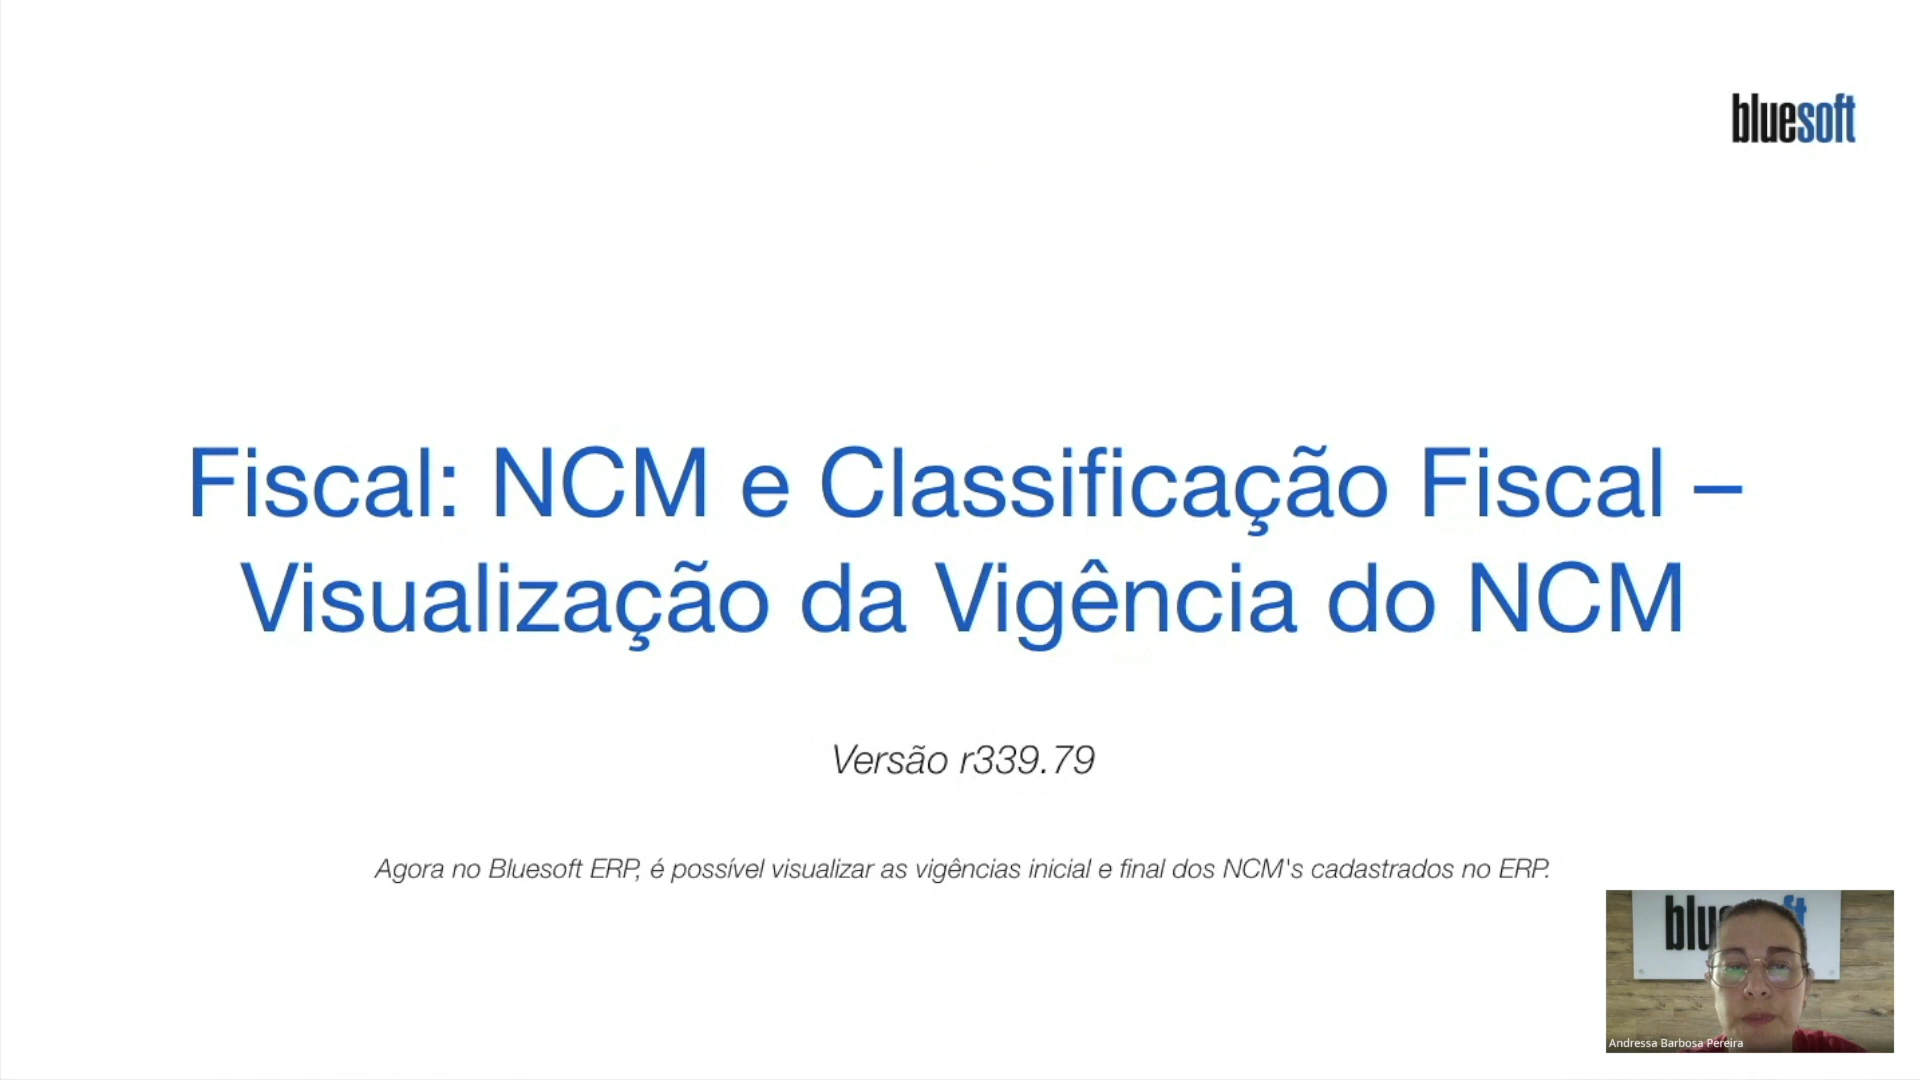 bluesoft
Fiscal: NCM e Classificação Fiscal –
Visualização da Vigência do NCM
Versão r339.79
Agora no Bluesoft ERP, é possível visualizar as vigências inicial e final dos NCM's cadastrados no ERP.
Andressa Barbosa Pereira